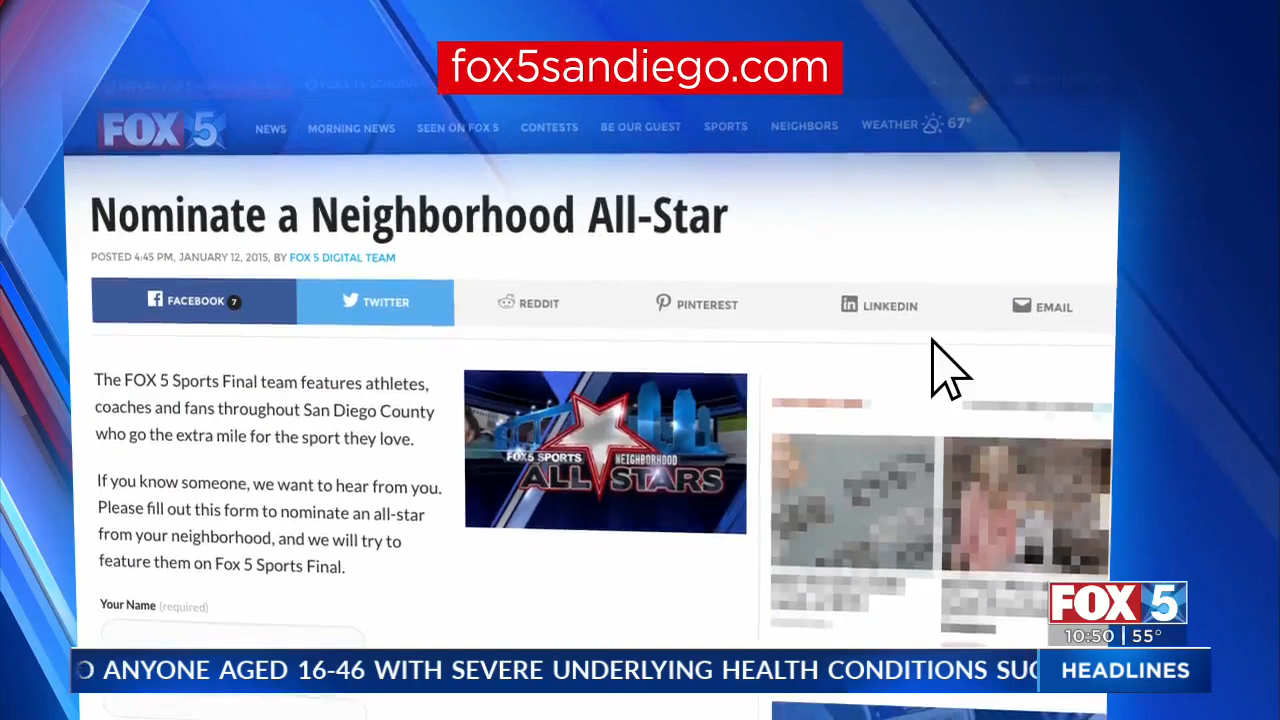 fox5sandiego.com
FOX 5
NEWS MORNING NEWS SEEN ON FOX 5 CONTESTS BE OUR GUEST SPORTS NEIGHBORS WEATHER 67°
Nominate a Neighborhood All-Star
POSTED 4:45 PM, JANUARY 12, 2015, BY FOX 5 DIGITAL TEAM
FACEBOOK 7 TWITTER REDDIT PINTEREST LINKEDIN EMAIL
The FOX 5 Sports Final team features athletes,
coaches and fans throughout San Diego County
who go the extra mile for the sport they love.
If you know someone, we want to hear from you.
Please fill out this form to nominate an all-star
from your neighborhood, and we will try to
feature them on Fox 5 Sports Final.
FOX 5 SPORTS NEIGHBORHOOD
ALL STARS
Your Name (required)
FOX 5
10:50 | 55°
O ANYONE AGED 16-46 WITH SEVERE UNDERLYING HEALTH CONDITIONS SUC
HEADLINES